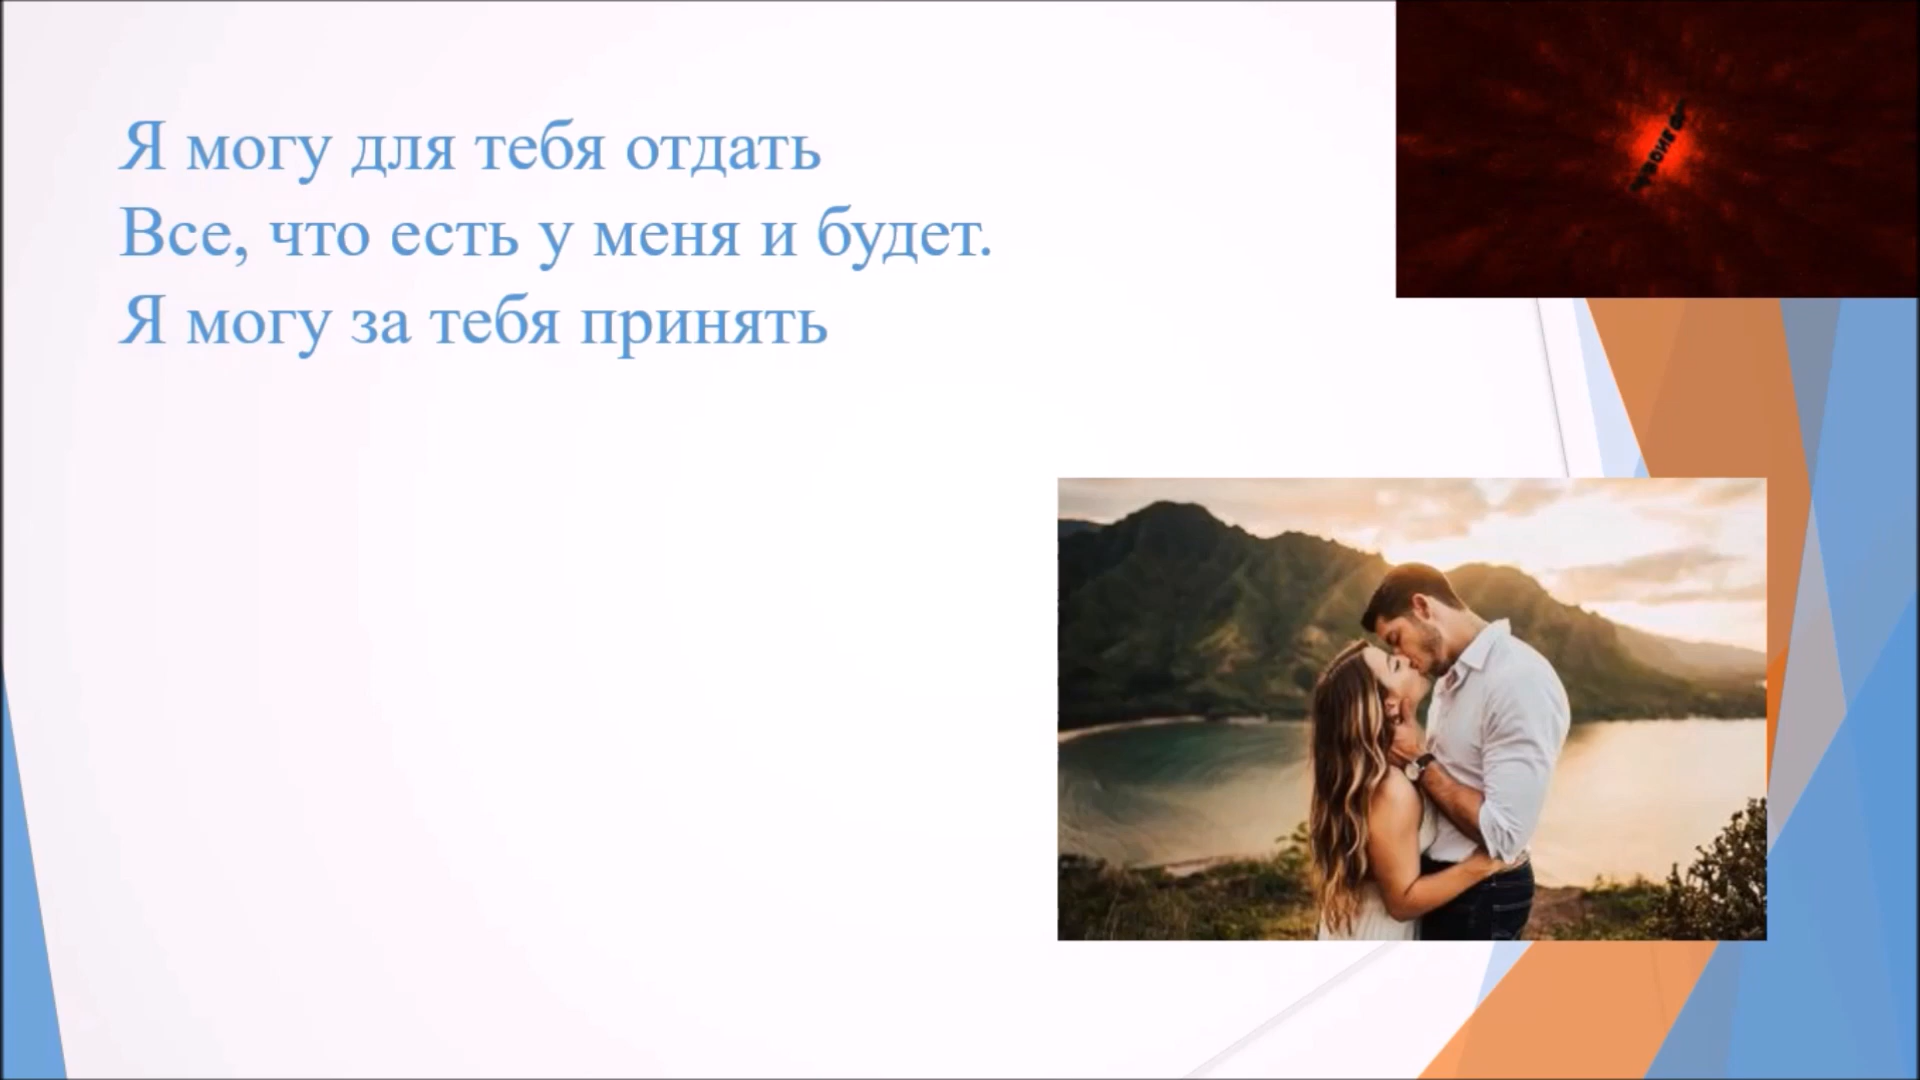 Я могу для тебя отдать
Все, что есть у меня и будет.
Я могу за тебя принять